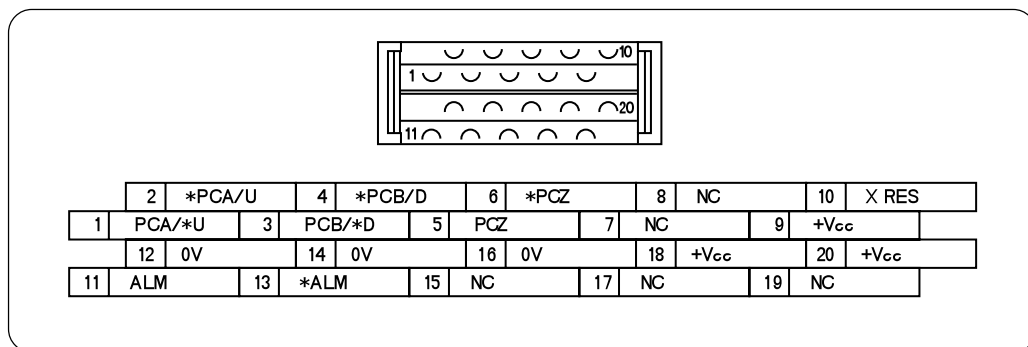 10
1
20
11
2 *PCA/U 4 *PCB/D 6 *PCZ 8 NC 10 X RES
1 PCA/*U 3 PCB/*D 5 PCZ 7 NC 9 +Vcc
12 0V 14 0V 16 0V 18 +Vcc 20 +Vcc
11 ALM 13 *ALM 15 NC 17 NC 19 NC